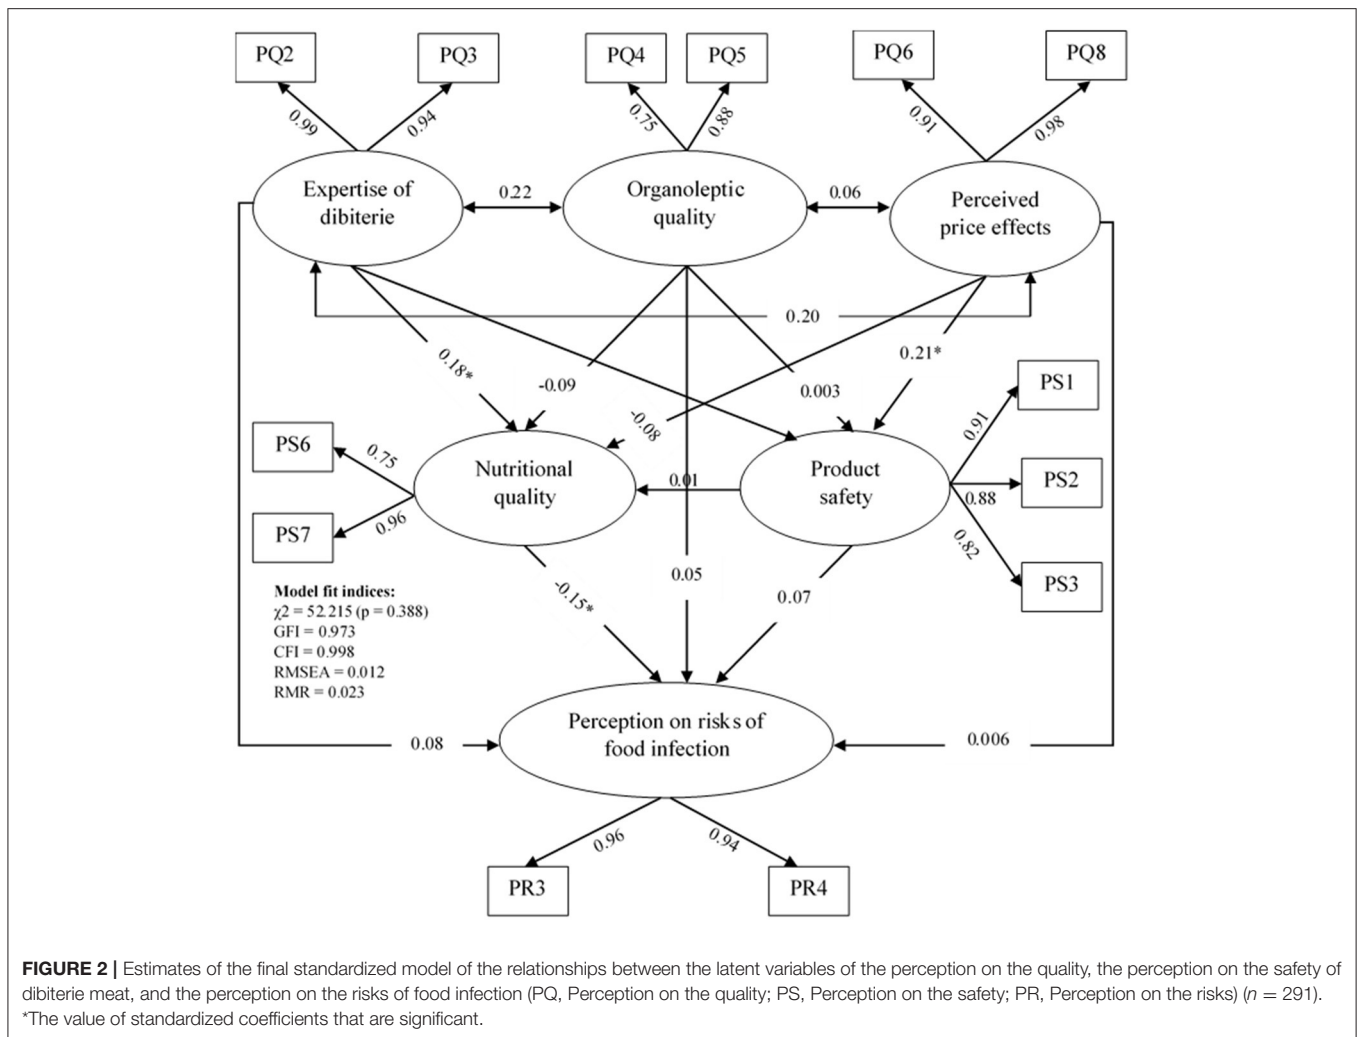 PQ2
PQ3
PQ4
PQ5
PQ6
PQ8
0.99
0.94
0.75
0.88
0.91
0.98
Expertise of
dibiterie
0.22
Organoleptic
quality
0.06
Perceived
price effects
0.20
0.18*
-0.09
-0.08
0.003
0.21*
PS1
PS2
PS3
0.91
0.88
0.82
PS6
PS7
0.75
0.96
Nutritional
quality
0.01
Product
safety
-0.15*
0.05
0.07
Model fit indices:
χ2 = 52.215 (p = 0.388)
GFI = 0.973
CFI = 0.998
RMSEA = 0.012
RMR = 0.023
0.08
Perception on risks of
food infection
0.006
0.96
0.94
PR3
PR4
FIGURE 2 | Estimates of the final standardized model of the relationships between the latent variables of the perception on the quality, the perception on the safety of
dibiterie meat, and the perception on the risks of food infection (PQ, Perception on the quality; PS, Perception on the safety; PR, Perception on the risks) (n = 291).
*The value of standardized coefficients that are significant.